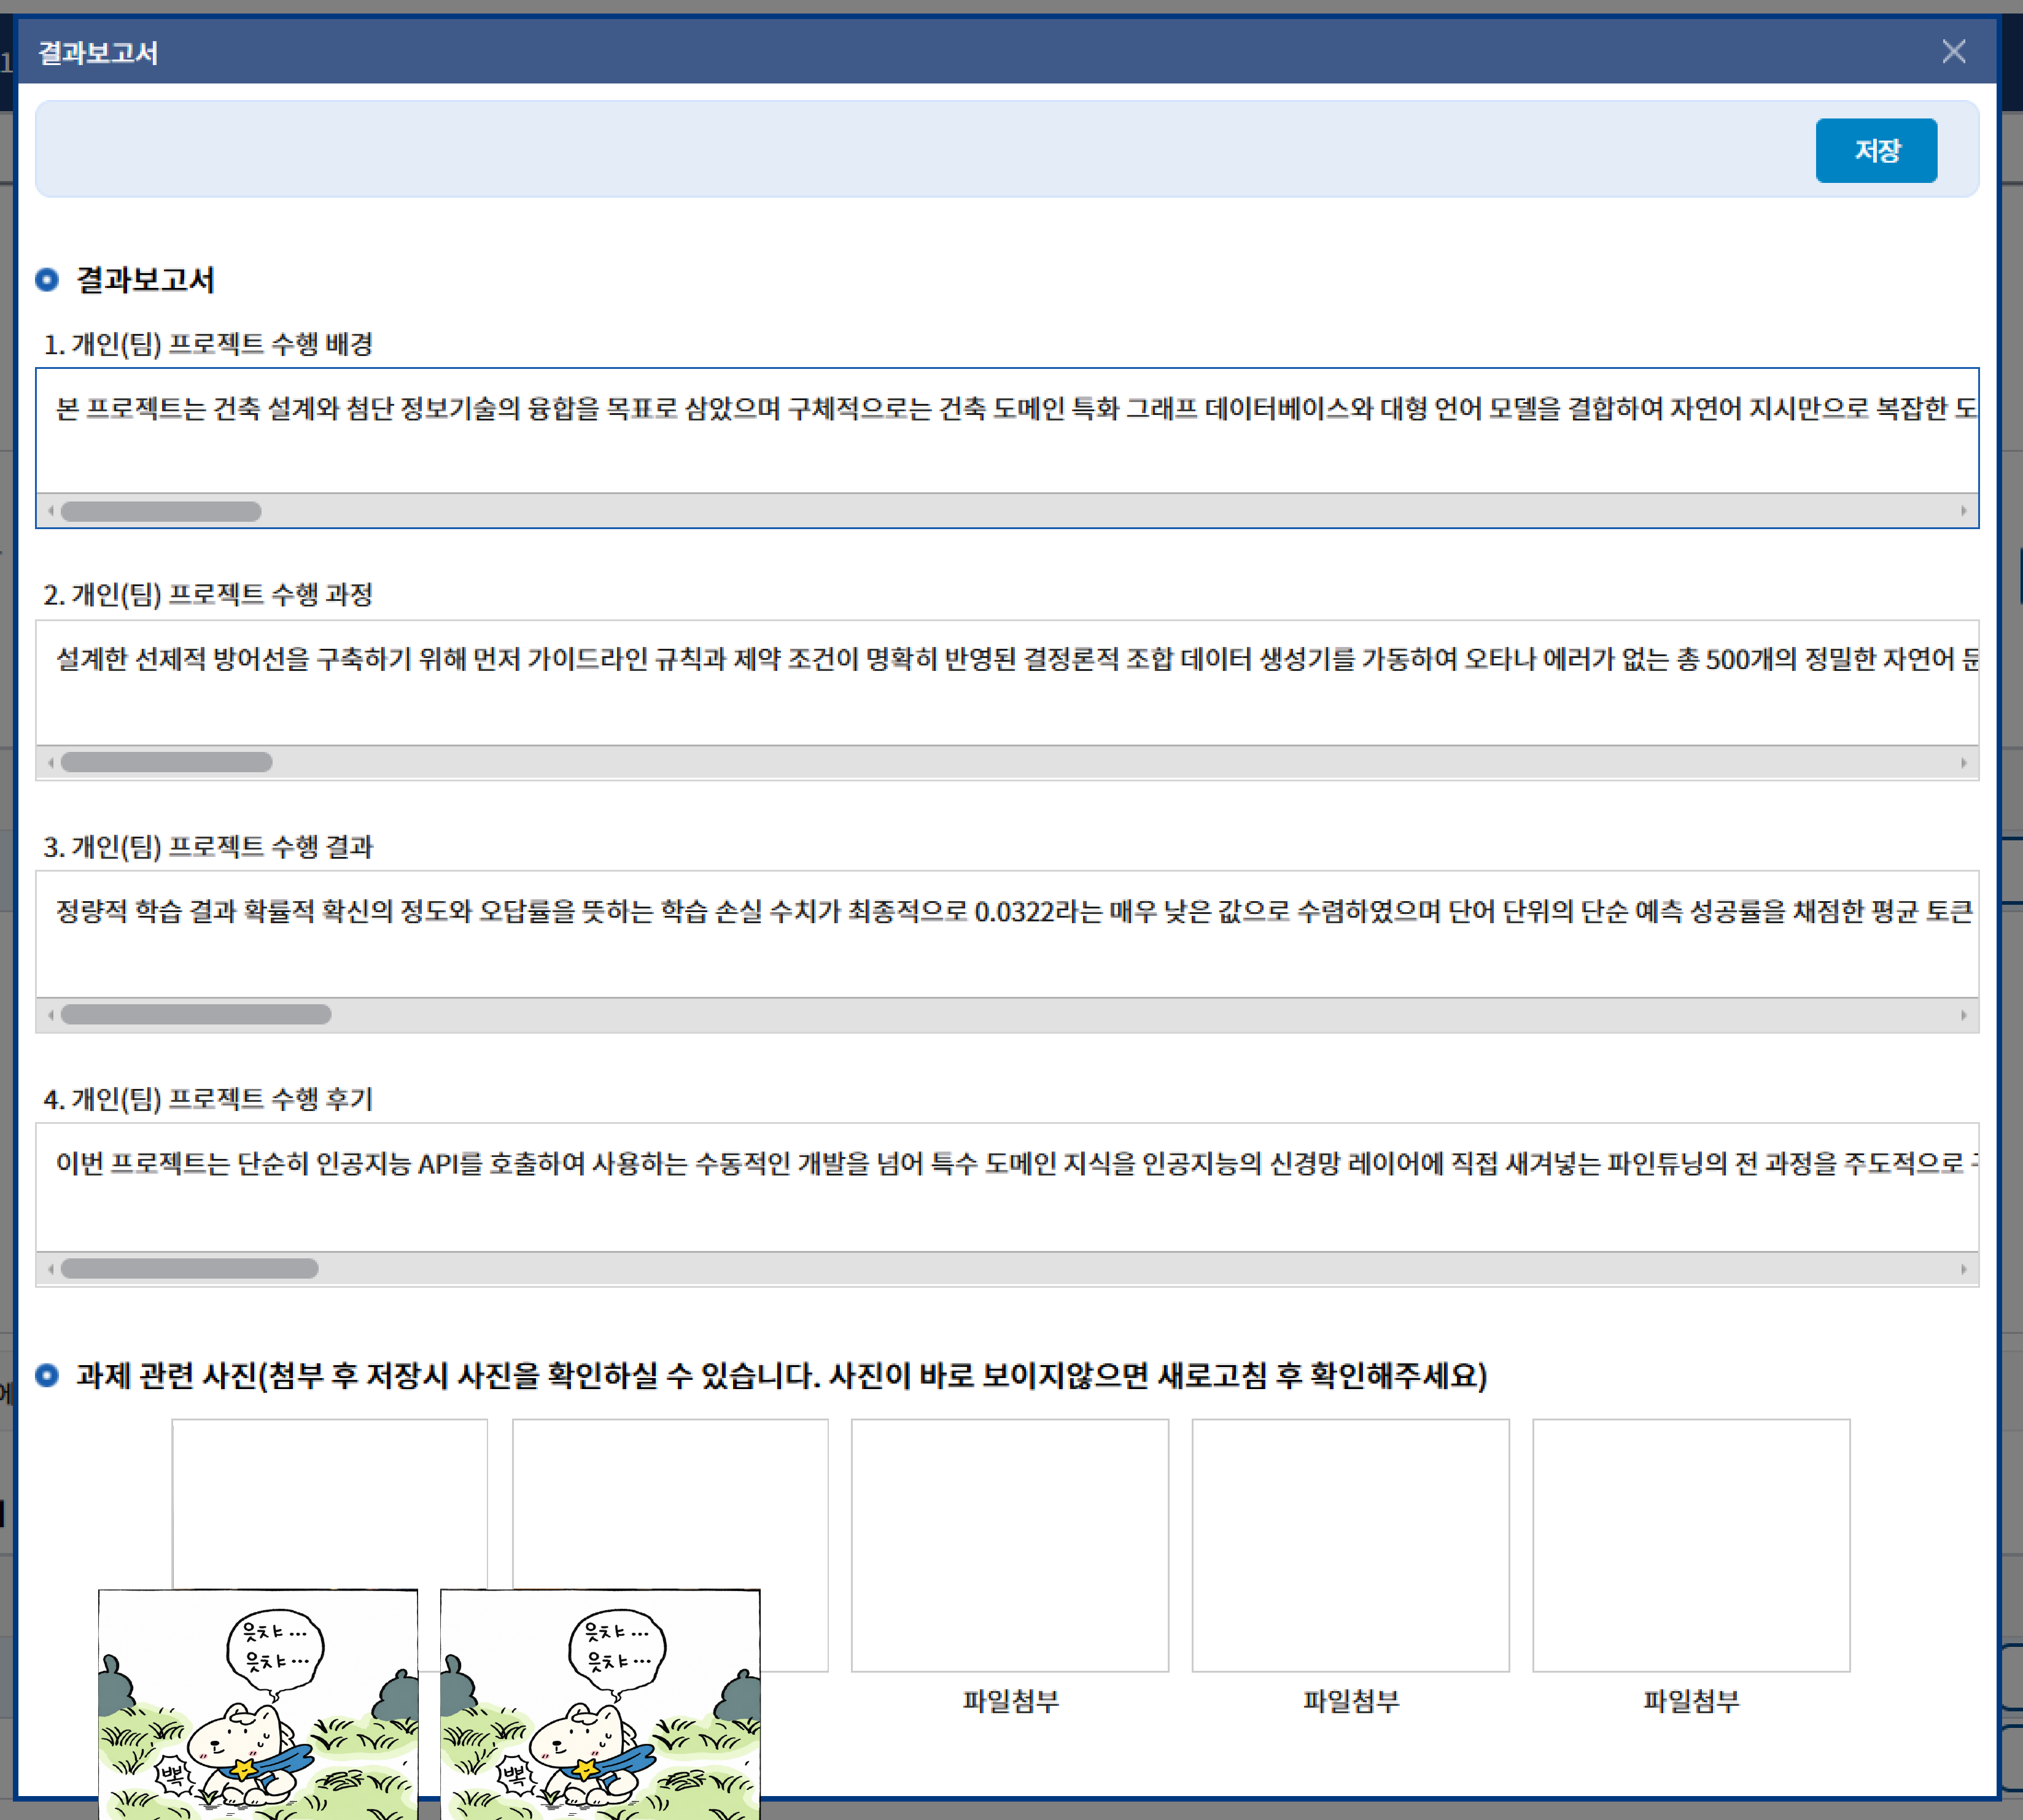 결과보고서
저장
결과보고서
1. 개인(팀) 프로젝트 수행 배경
본 프로젝트는 건축 설계와 첨단 정보기술의 융합을 목표로 삼았으며 구체적으로는 건축 도메인 특화 그래프 데이터베이스와 대형 언어 모델을 결합하여 자연어 지시만으로 복잡한 도
2. 개인(팀) 프로젝트 수행 과정
설계한 선제적 방어선을 구축하기 위해 먼저 가이드라인 규칙과 제약 조건이 명확히 반영된 결정론적 조합 데이터 생성기를 가동하여 오타나 에러가 없는 총 500개의 정밀한 자연어
3. 개인(팀) 프로젝트 수행 결과
정량적 학습 결과 확률적 확신의 정도와 오답률을 뜻하는 학습 손실 수치가 최종적으로 0.0322라는 매우 낮은 값으로 수렴하였으며 단어 단위의 단순 예측 성공률을 채점한 평균 토큰
4. 개인(팀) 프로젝트 수행 후기
이번 프로젝트는 단순히 인공지능 API를 호출하여 사용하는 수동적인 개발을 넘어 특수 도메인 지식을 인공지능의 신경망 레이어에 직접 새겨넣는 파인튜닝의 전 과정을 주도적으로
과제 관련 사진(첨부 후 저장시 사진을 확인하실 수 있습니다. 사진이 바로 보이지않으면 새로고침 후 확인해주세요)
읏챠 …
읏챠 …
뽁
읏챠 …
읏챠 …
뽁
파일첨부
파일첨부
파일첨부